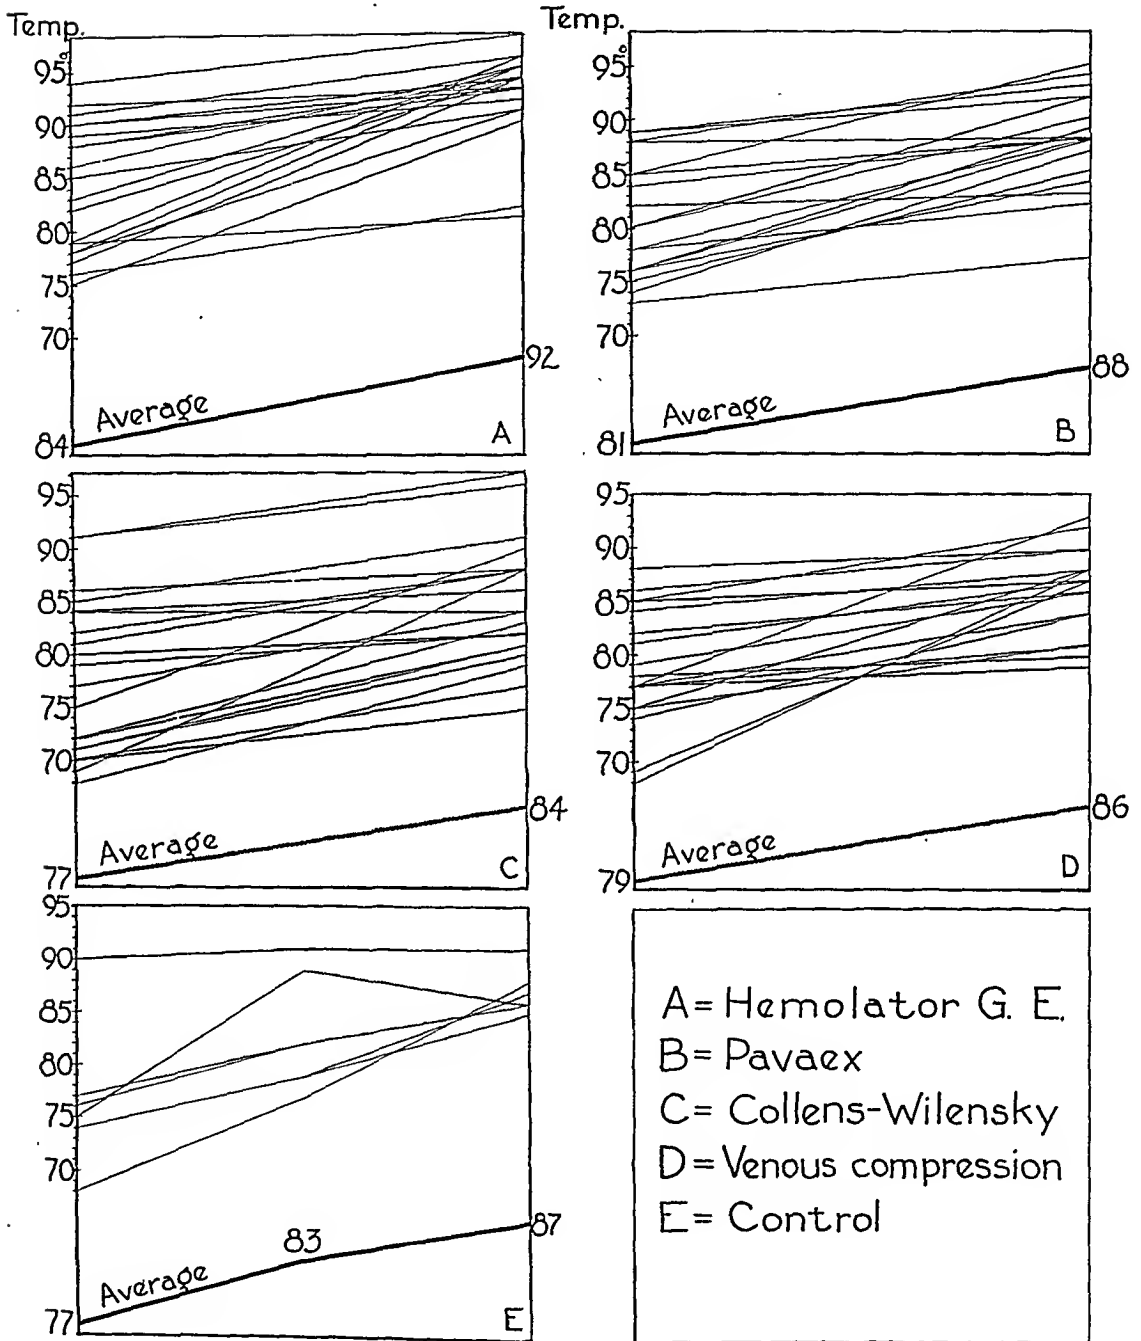 Temp.
95°
90
85
80
75
70
Average
84
92
A
Temp.
95°
90
85
80
75
70
Average
81
88
B
95
90
85
80
75
70
Average
77
84
C
95
90
85
80
75
70
Average
79
86
D
95
90
85
80
75
70
83
87
Average
77
E
A= Hemolator G. E.
B= Pavaex
C= Collens-Wilensky
D= Venous compression
E= Control